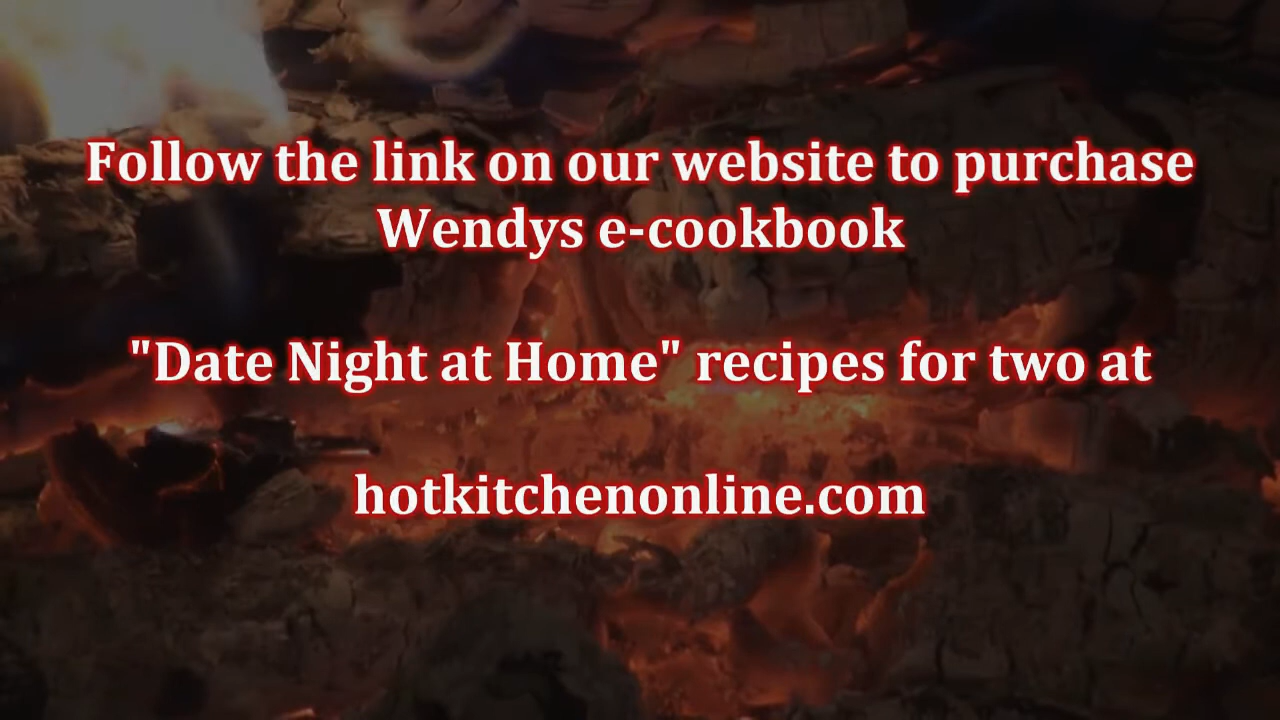 Follow the link on our website to purchase
Wendys e-cookbook
"Date Night at Home" recipes for two at
hotkitchenonline.com